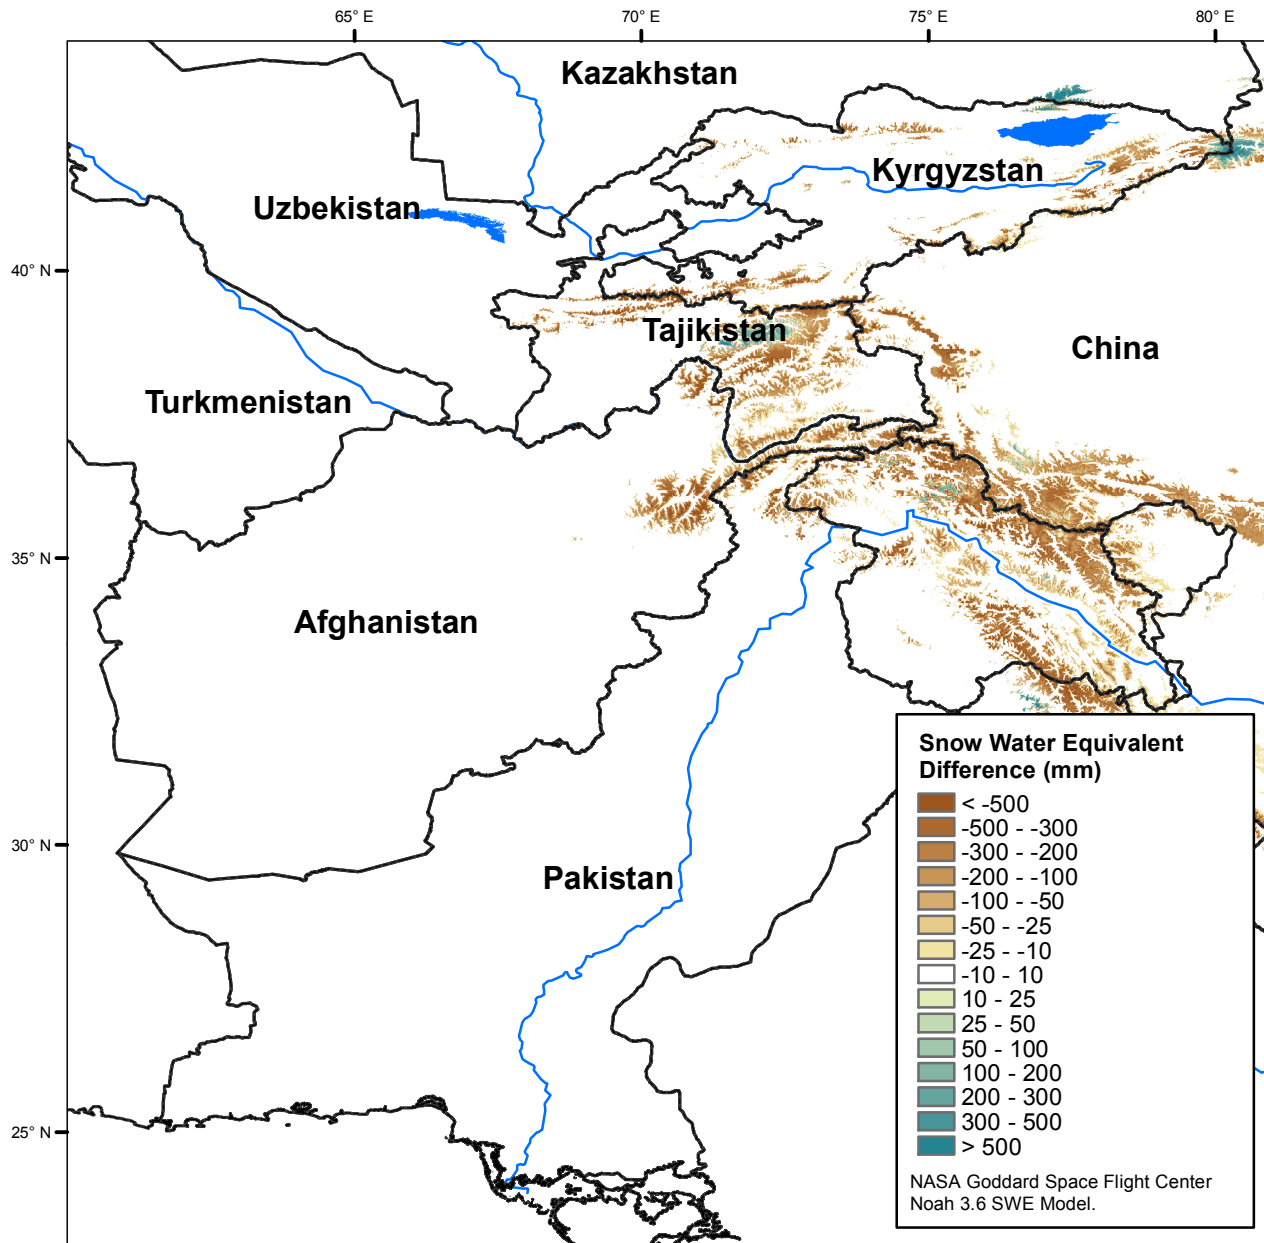 65° E
70° E
75° E
80° E
Kazakhstan
Kyrgyzstan
Uzbekistan
40° N
Tajikistan
China
Turkmenistan
35° N
Afghanistan
30° N
Pakistan
25° N
Snow Water Equivalent
Difference (mm)
< -500
-500 - -300
-300 - -200
-200 - -100
-100 - -50
-50 - -25
-25 - -10
-10 - 10
10 - 25
25 - 50
50 - 100
100 - 200
200 - 300
300 - 500
> 500
NASA Goddard Space Flight Center
Noah 3.6 SWE Model.